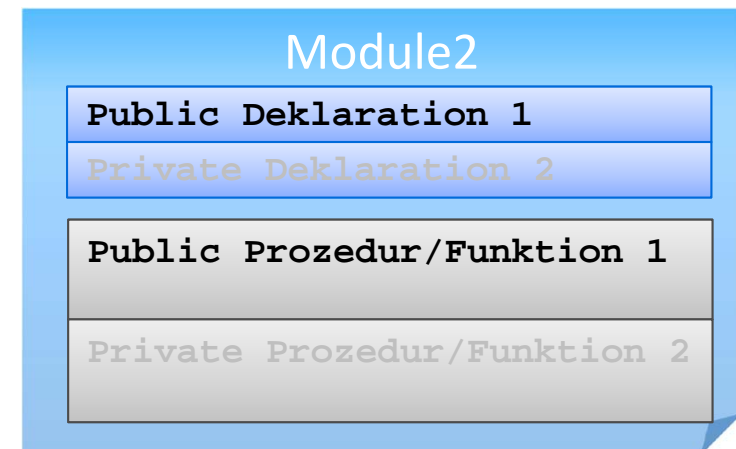 Module2
Public Deklaration 1
Private Deklaration 2
Public Prozedur/Funktion 1
Private Prozedur/Funktion 2